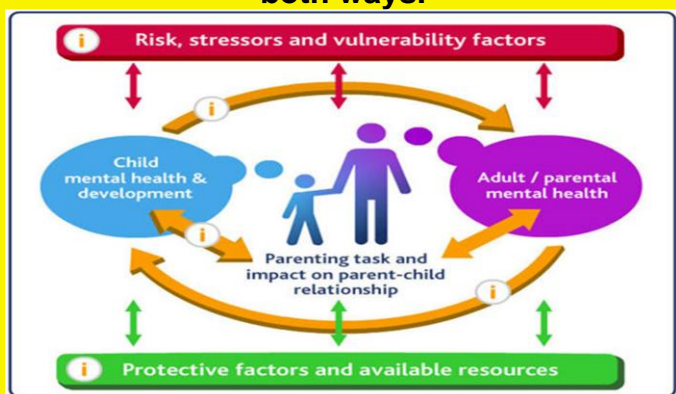 both ways.
Risk, stressors and vulnerability factors
Child
mental health &
development
Adult / parental
mental health
Parenting task and
impact on parent-child
relationship
Protective factors and available resources